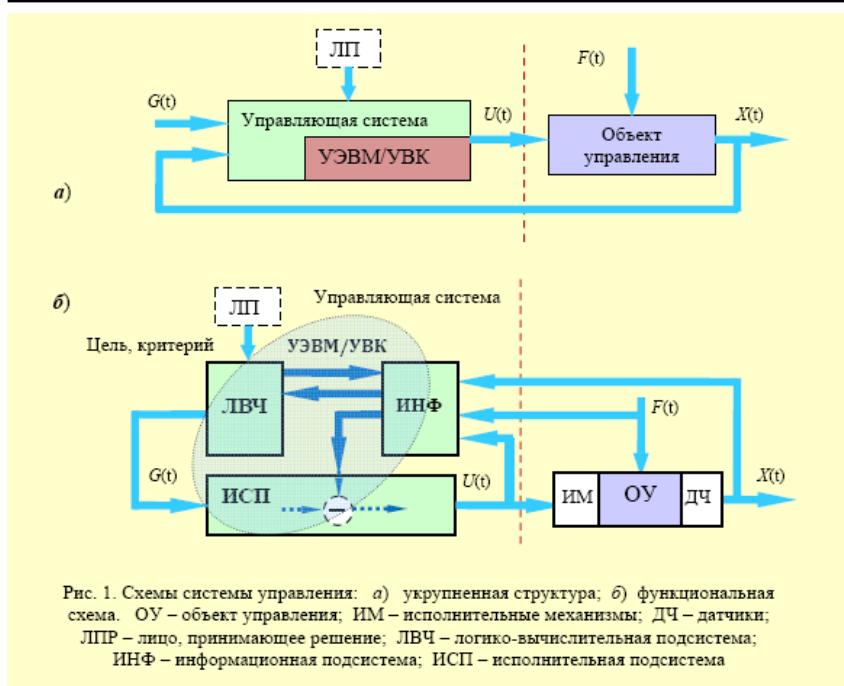 ЛП
F(t)
G(t)
Управляющая система
U(t)
X(t)
УЭВМ/УВК
Объект
управления
а)
б)
ЛП
Управляющая система
Цель, критерий
УЭВМ/УВК
ЛВЧ
ИНФ
F(t)
G(t)
ИСП
U(t)
ИМ
ОУ
ДЧ
X(t)
Рис. 1. Схемы системы управления: а) укрупненная структура; б) функциональная
схема. ОУ – объект управления; ИМ – исполнительные механизмы; ДЧ – датчики;
ЛПР – лицо, принимающее решение; ЛВЧ – логико-вычислительная подсистема;
ИНФ – информационная подсистема; ИСП – исполнительная подсистема